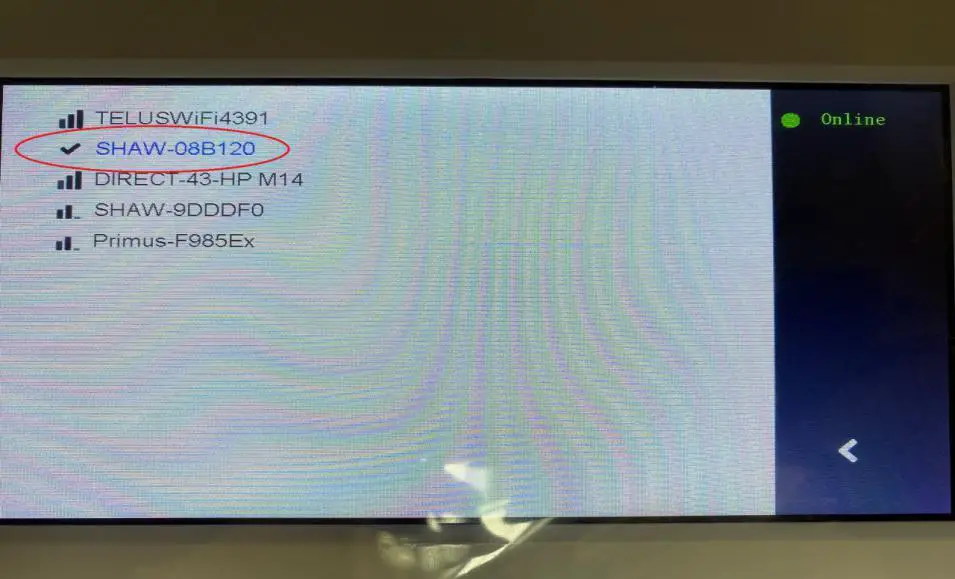 TELUSWiFi4391
SHAW-08B120
DIRECT-43-HP M14
SHAW-9DDDF0
Primus-F985Ex
Online